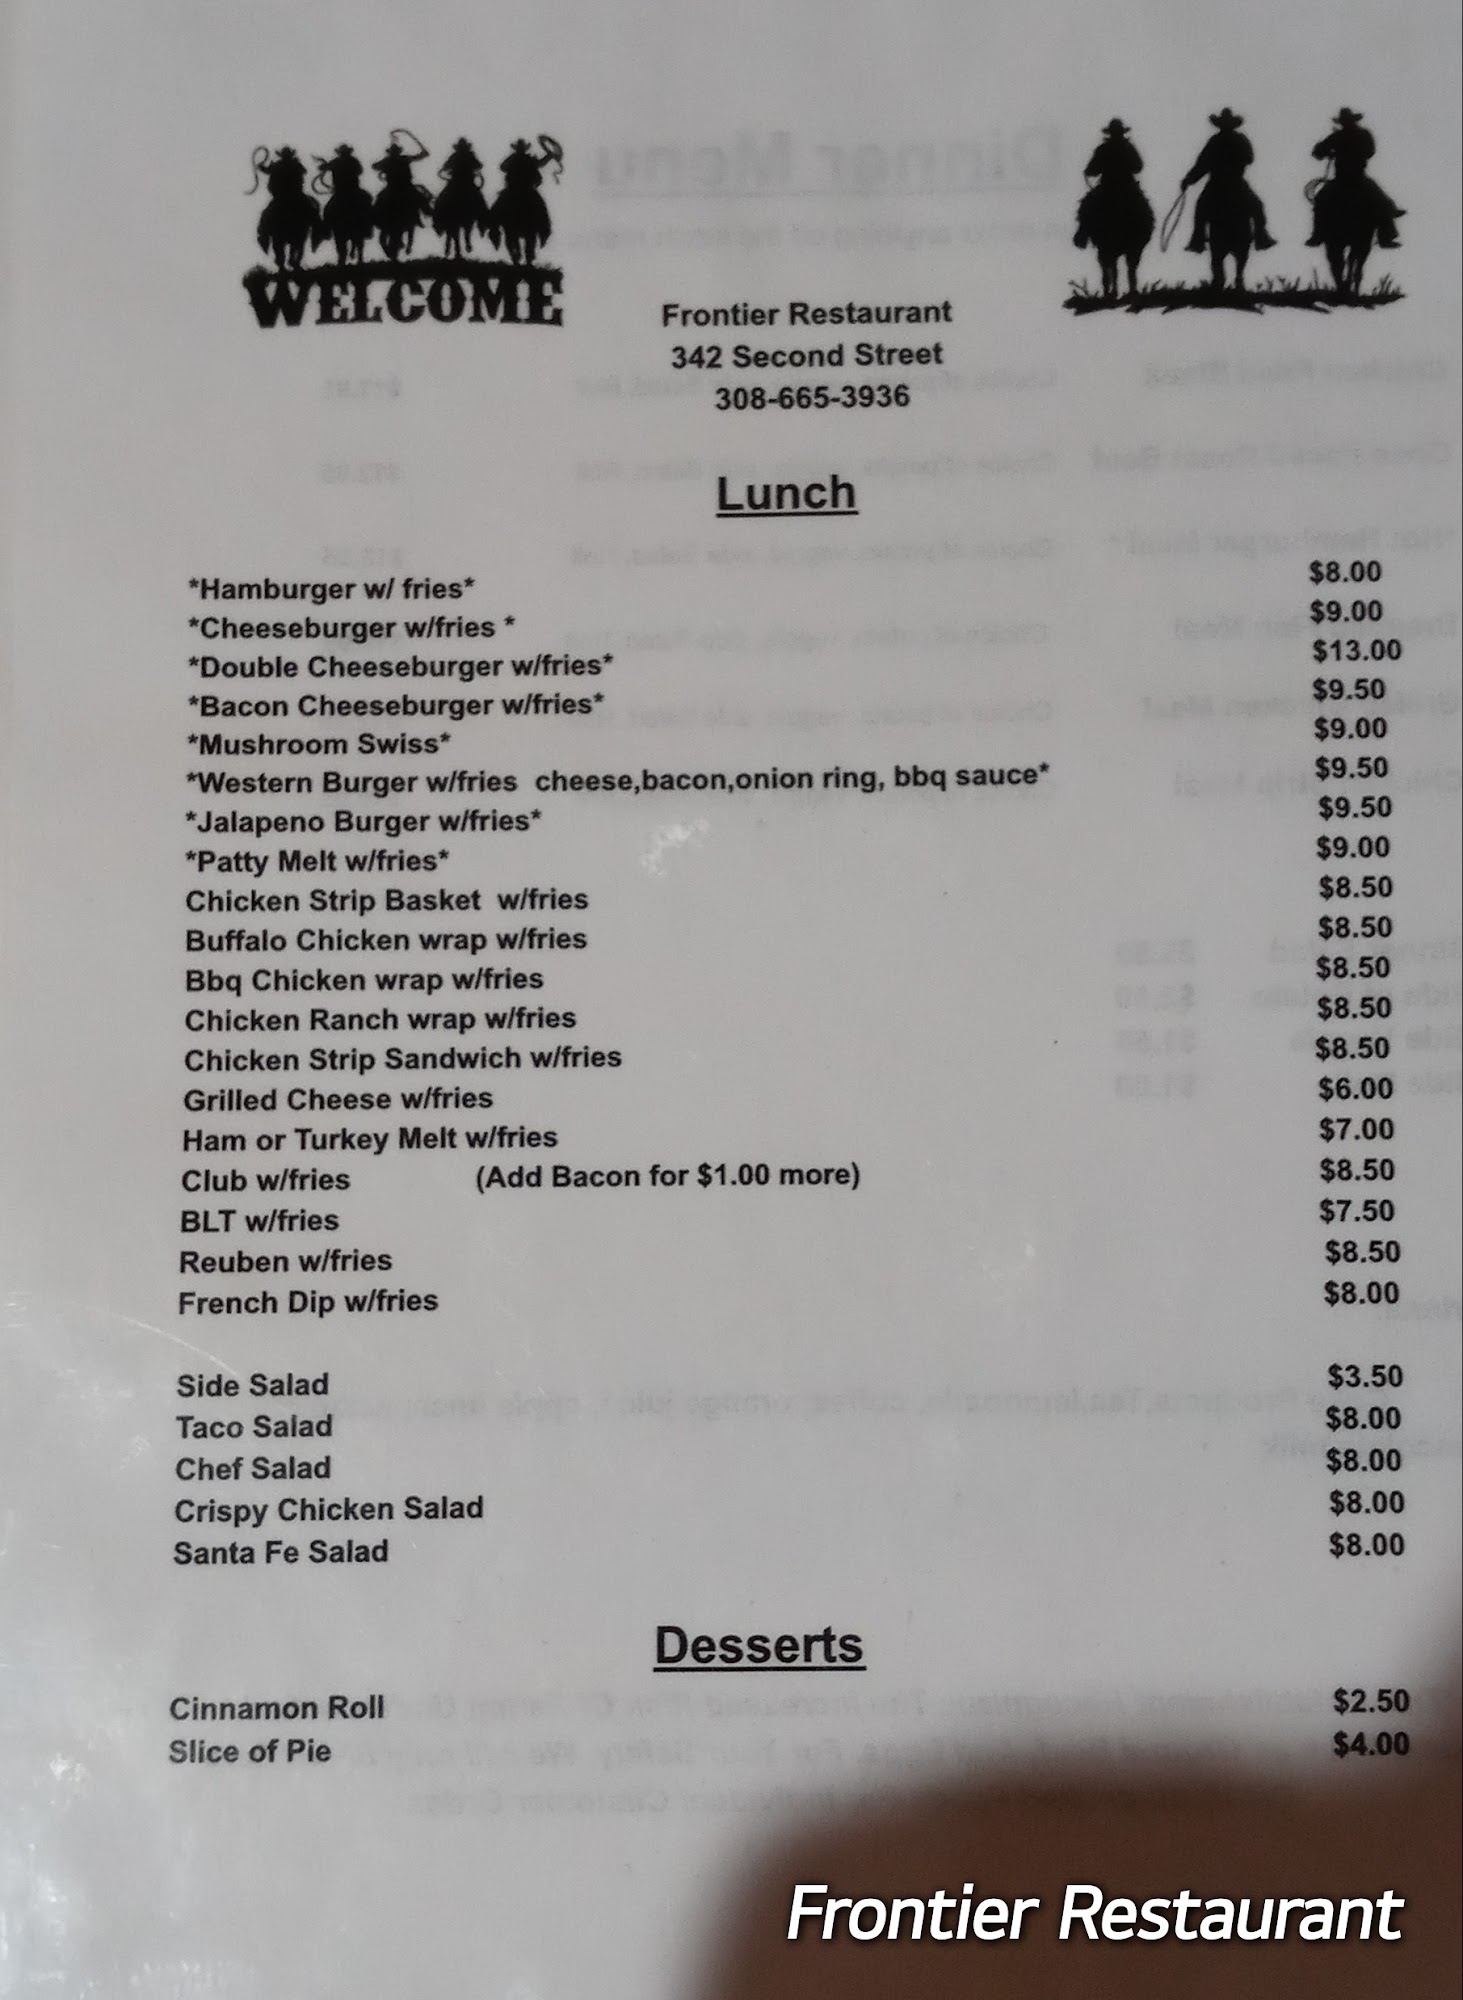 WELCOME
Frontier Restaurant
342 Second Street
308-665-3936
Lunch
*Hamburger w/ fries* $8.00
*Cheeseburger w/fries * $9.00
*Double Cheeseburger w/fries* $13.00
*Bacon Cheeseburger w/fries* $9.50
*Mushroom Swiss* $9.00
*Western Burger w/fries cheese,bacon,onion ring, bbq sauce* $9.50
*Jalapeno Burger w/fries* $9.50
*Patty Melt w/fries* $9.00
Chicken Strip Basket w/fries $8.50
Buffalo Chicken wrap w/fries $8.50
Bbq Chicken wrap w/fries $8.50
Chicken Ranch wrap w/fries $8.50
Chicken Strip Sandwich w/fries $8.50
Grilled Cheese w/fries $6.00
Ham or Turkey Melt w/fries $7.00
Club w/fries (Add Bacon for $1.00 more) $8.50
BLT w/fries $7.50
Reuben w/fries $8.50
French Dip w/fries $8.00
Side Salad $3.50
Taco Salad $8.00
Chef Salad $8.00
Crispy Chicken Salad $8.00
Santa Fe Salad $8.00
Desserts
Cinnamon Roll $2.50
Slice of Pie $4.00
Frontier Restaurant